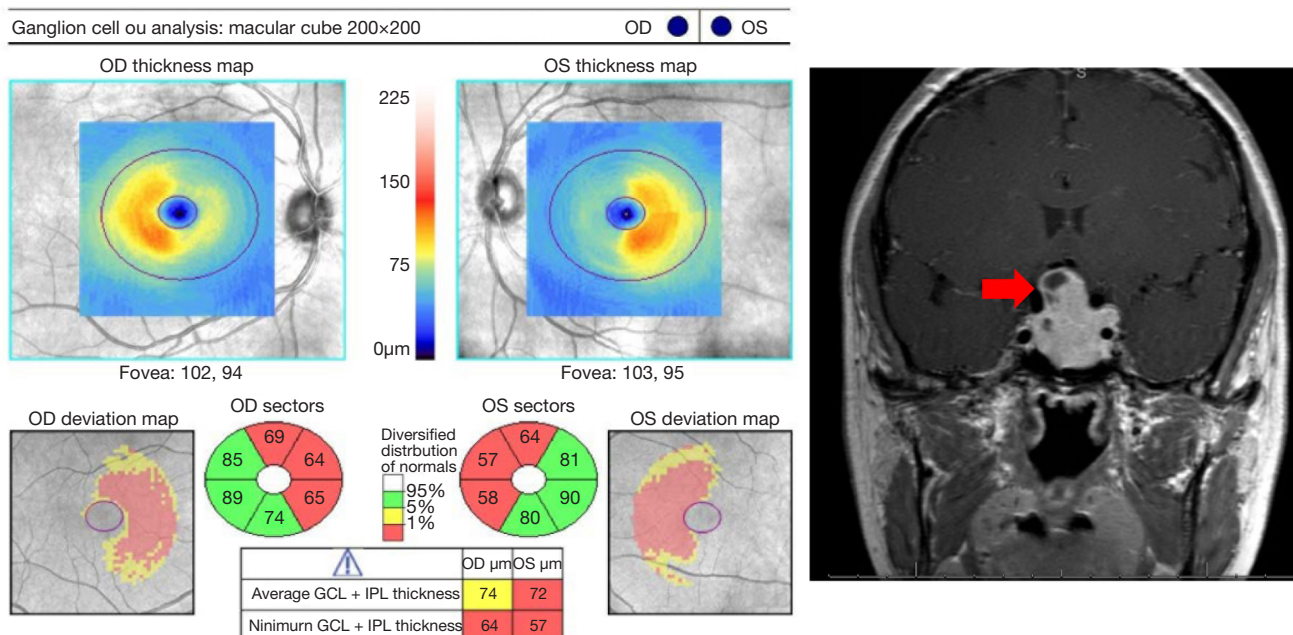 Ganglion cell ou analysis: macular cube 200×200 OD OS
OD thickness map
OS thickness map
225
150
75
0µm
Fovea: 102, 94
Fovea: 103, 95
OD deviation map
OD sectors
69
85
64
89
65
74
Diversified
distrbution
of normals
95%
5%
1%
OS sectors
64
57
81
58
90
80
OS deviation map
OD µm OS µm
Average GCL + IPL thickness 74 72
Ninimurn GCL + IPL thickness 64 57
S